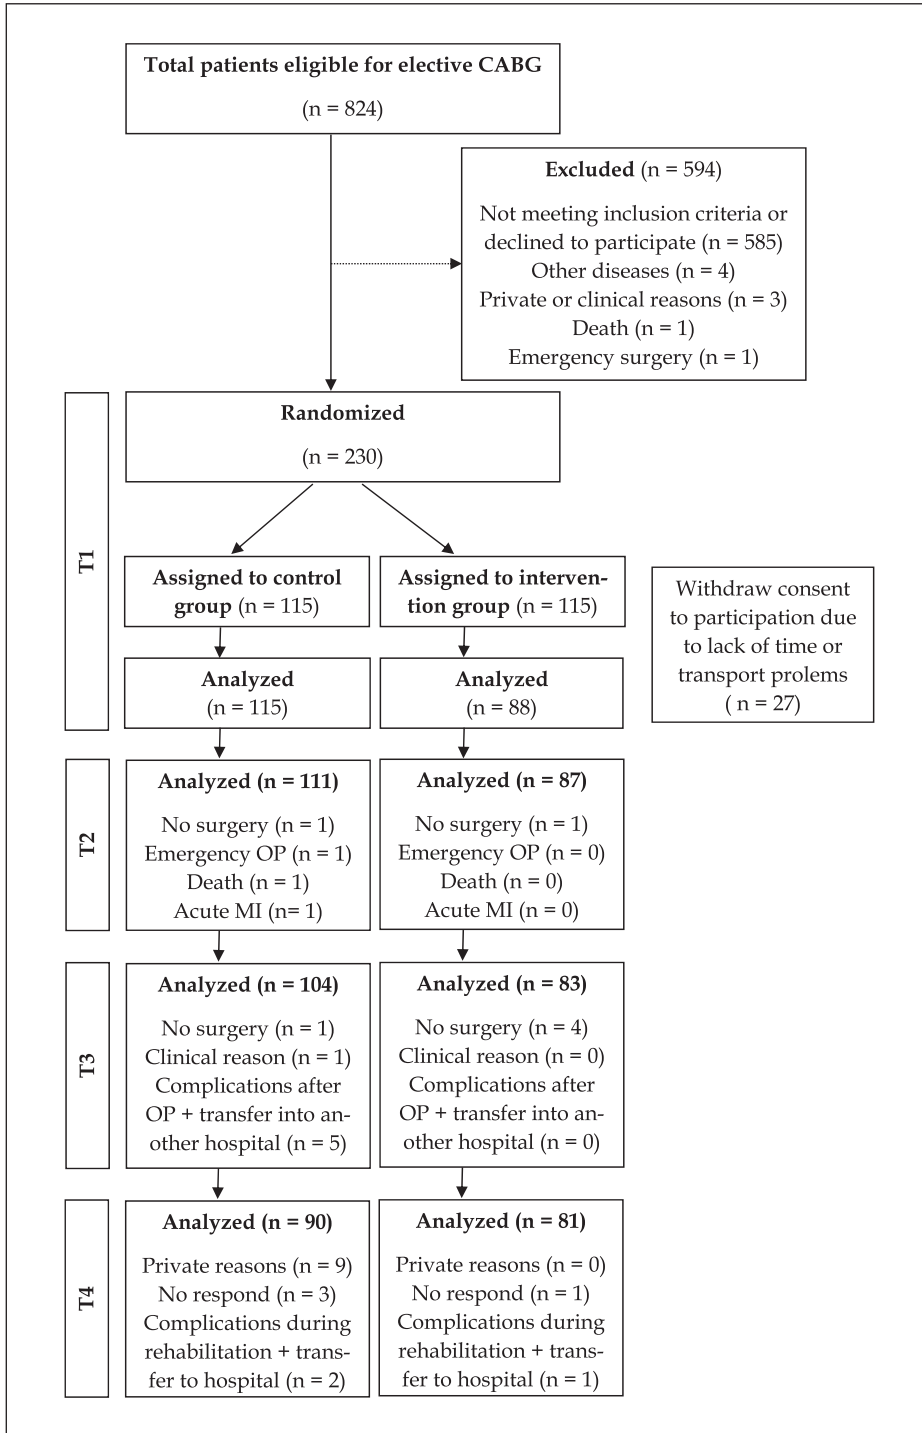 Total patients eligible for elective CABG
(n = 824)
Excluded (n = 594)
Not meeting inclusion criteria or
declined to participate (n = 585)
Other diseases (n = 4)
Private or clinical reasons (n = 3)
Death (n = 1)
Emergency surgery (n = 1)
T1
Randomized
(n = 230)
Assigned to control
group (n = 115)
Assigned to interven-
tion group (n = 115)
Withdraw consent
to participation due
to lack of time or
transport prolems
( n = 27)
Analyzed
(n = 115)
Analyzed
(n = 88)
T2
Analyzed (n = 111)
No surgery (n = 1)
Emergency OP (n = 1)
Death (n = 1)
Acute MI (n= 1)
Analyzed (n = 87)
No surgery (n = 1)
Emergency OP (n = 0)
Death (n = 0)
Acute MI (n = 0)
T3
Analyzed (n = 104)
No surgery (n = 1)
Clinical reason (n = 1)
Complications after
OP + transfer into an-
other hospital (n = 5)
Analyzed (n = 83)
No surgery (n = 4)
Clinical reason (n = 0)
Complications after
OP + transfer into an-
other hospital (n = 0)
T4
Analyzed (n = 90)
Private reasons (n = 9)
No respond (n = 3)
Complications during
rehabilitation + trans-
fer to hospital (n = 2)
Analyzed (n = 81)
Private reasons (n = 0)
No respond (n = 1)
Complications during
rehabilitation + trans-
fer to hospital (n = 1)